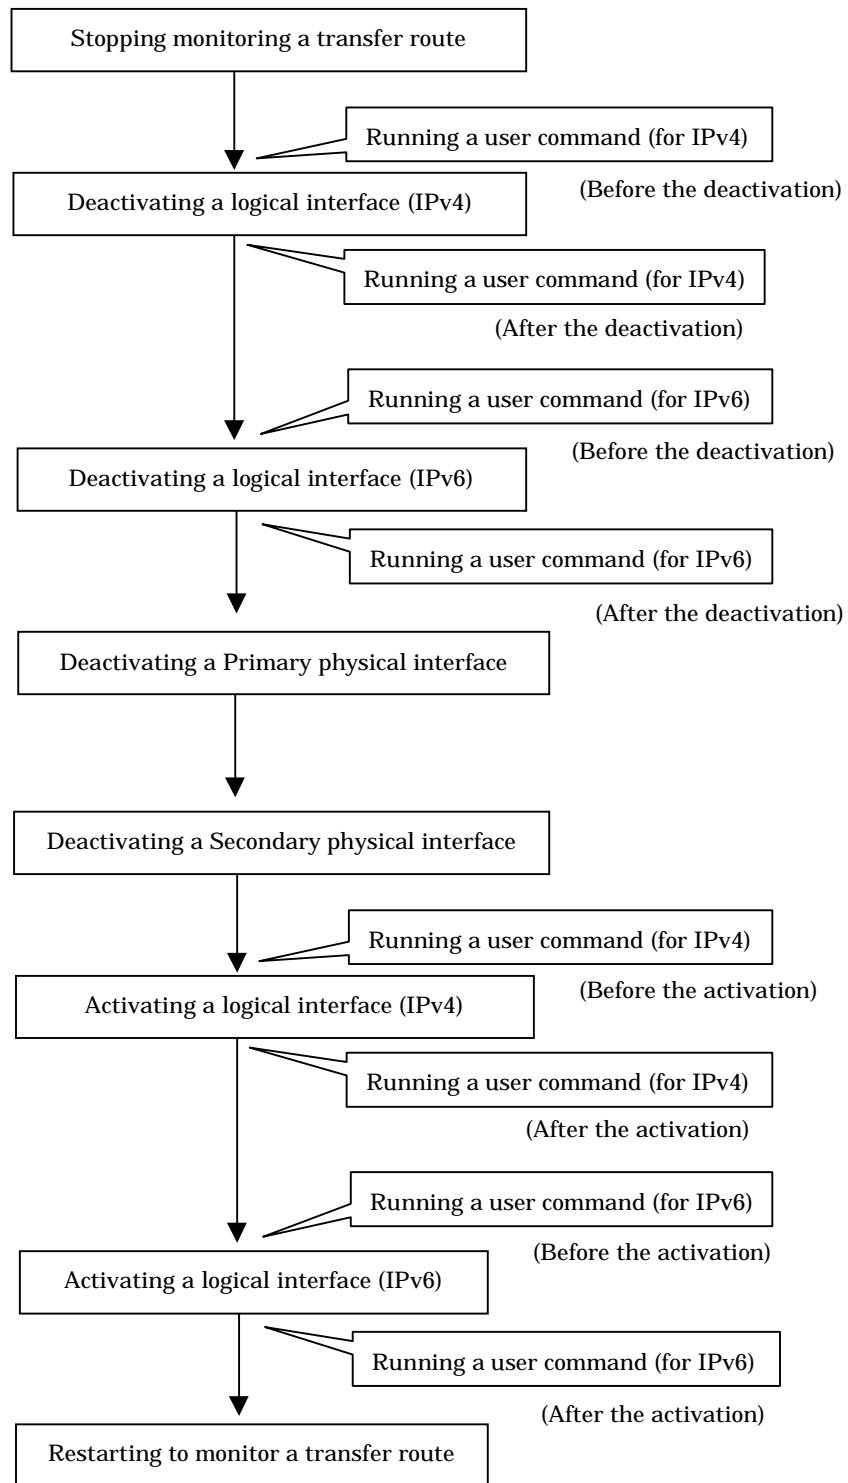 Stopping monitoring a transfer route
Running a user command (for IPv4)
(Before the deactivation)
Deactivating a logical interface (IPv4)
Running a user command (for IPv4)
(After the deactivation)
Running a user command (for IPv6)
(Before the deactivation)
Deactivating a logical interface (IPv6)
Running a user command (for IPv6)
(After the deactivation)
Deactivating a Primary physical interface
Deactivating a Secondary physical interface
Running a user command (for IPv4)
(Before the activation)
Activating a logical interface (IPv4)
Running a user command (for IPv4)
(After the activation)
Running a user command (for IPv6)
(Before the activation)
Activating a logical interface (IPv6)
Running a user command (for IPv6)
(After the activation)
Restarting to monitor a transfer route